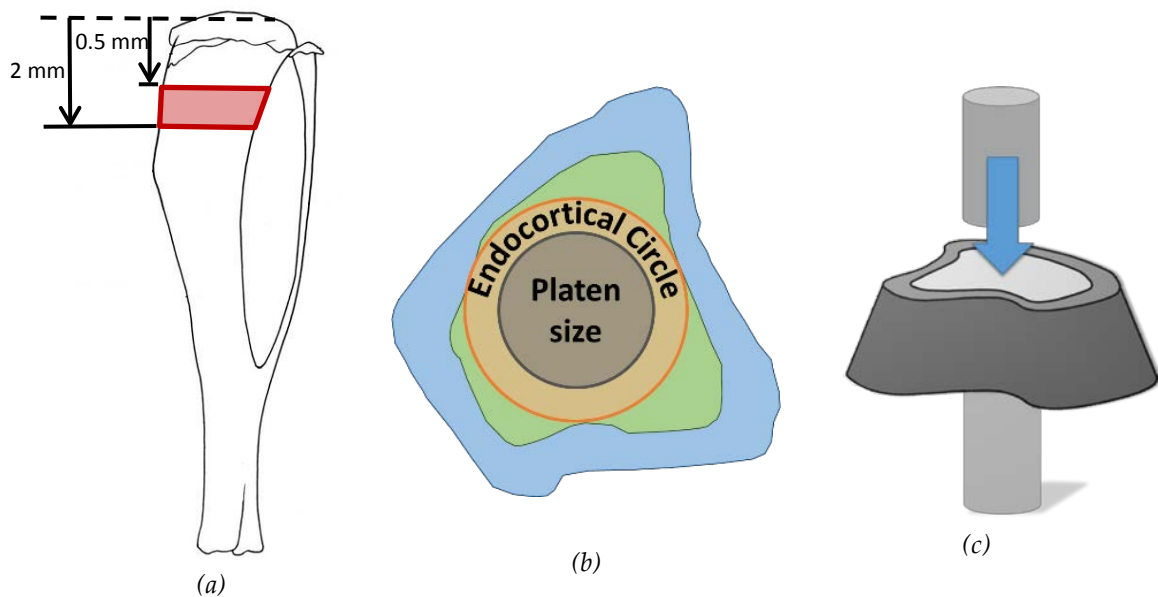 0.5 mm
2 mm
Endocortical Circle
Platen
size
(a)
(b)
(c)